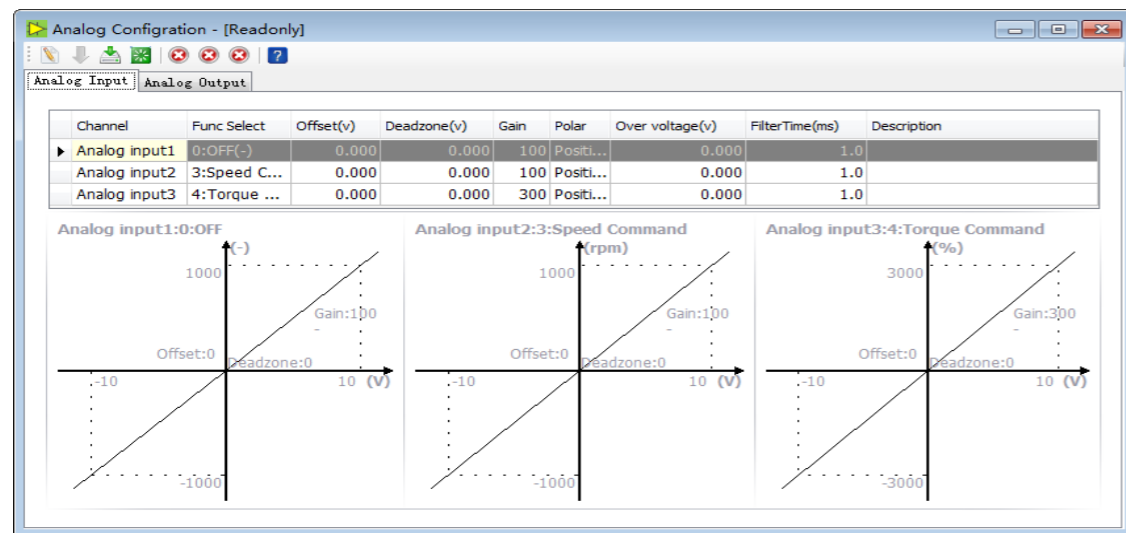 Analog Configration - [Readonly]
Analog Input Analog Output
Channel Func Select Offset(v) Deadzone(v) Gain Polar Over voltage(v) FilterTime(ms) Description
Analog input1 0:OFF(-) 0.000 0.000 100 Positi... 0.000 1.0
Analog input2 3:Speed C... 0.000 0.000 100 Positi... 0.000 1.0
Analog input3 4:Torque ... 0.000 0.000 300 Positi... 0.000 1.0
Analog input1:0:OFF
(-)
1000
Gain:100
-
Offset:0
Deadzone:0
-10
10 (V)
-1000
Analog input2:3:Speed Command
(rpm)
1000
Gain:100
-
Offset:0
Deadzone:0
-10
10 (V)
-1000
Analog input3:4:Torque Command
(%)
3000
Gain:300
-
Offset:0
Deadzone:0
-10
10 (V)
-3000